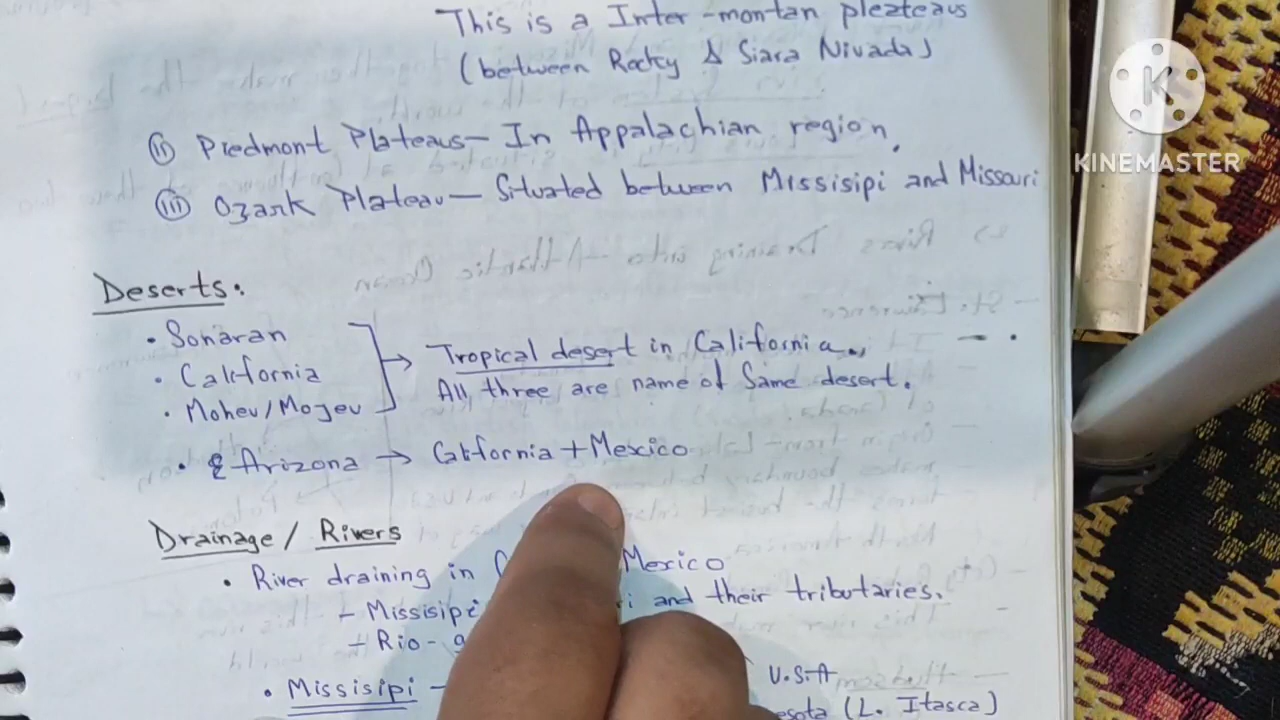 This is a Inter-montan pleateaus
(between Rocky & Siara Nivada)
KINEMASTER
(ii) Piedmont Plateaus - In Appalachian region.
(iii) Ozark Plateau - Situated between Missisipi and Missouri
Deserts:
• Sonaran
• California
• Mohev/Mojev
Tropical desert in California.
All three are name of Same desert.
• & Arizona → California + Mexico
Drainage / Rivers
• River draining in Mexico
- Missisipi and their tributaries.
- Rio-
• Missisipi - U.S.A
(L. Itasca)